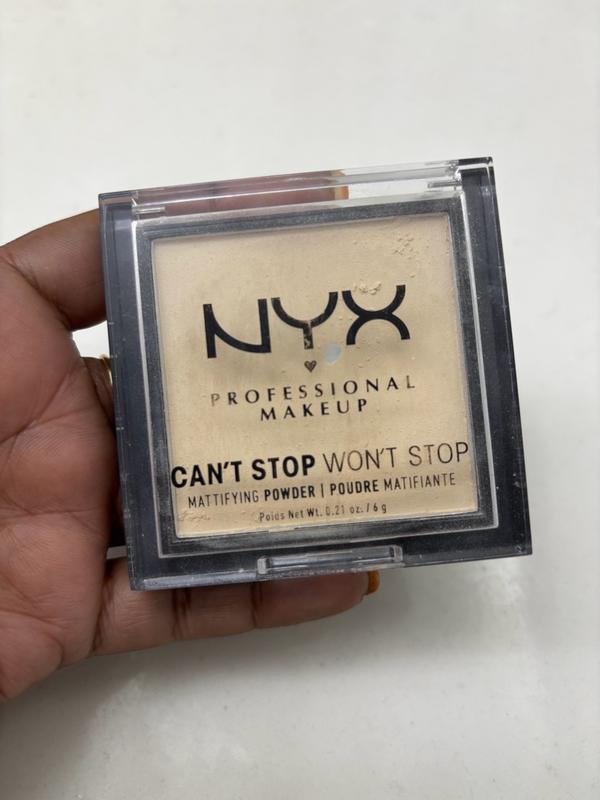 NYX
PROFESSIONAL
MAKEUP
CAN'T STOP WON'T STOP
MATTIFYING POWDER | POUDRE MATIFIANTE
Poids Net Wt. 0.21 oz. / 6 g